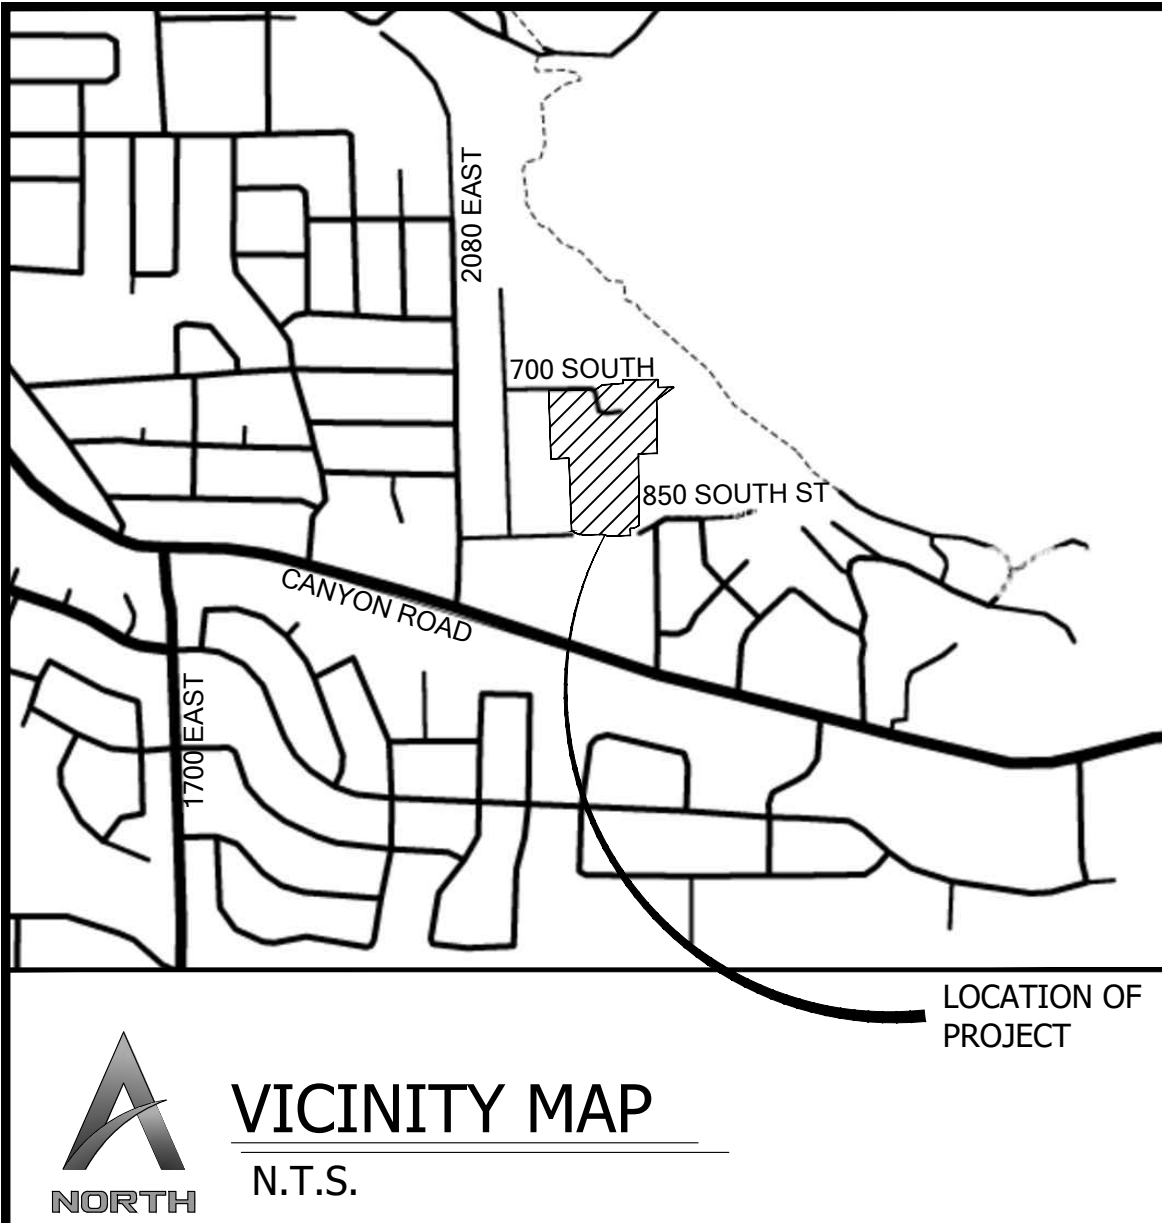 2080 EAST
700 SOUTH
850 SOUTH ST
CANYON ROAD
1700 EAST
LOCATION OF
PROJECT
VICINITY MAP
N.T.S.
NORTH